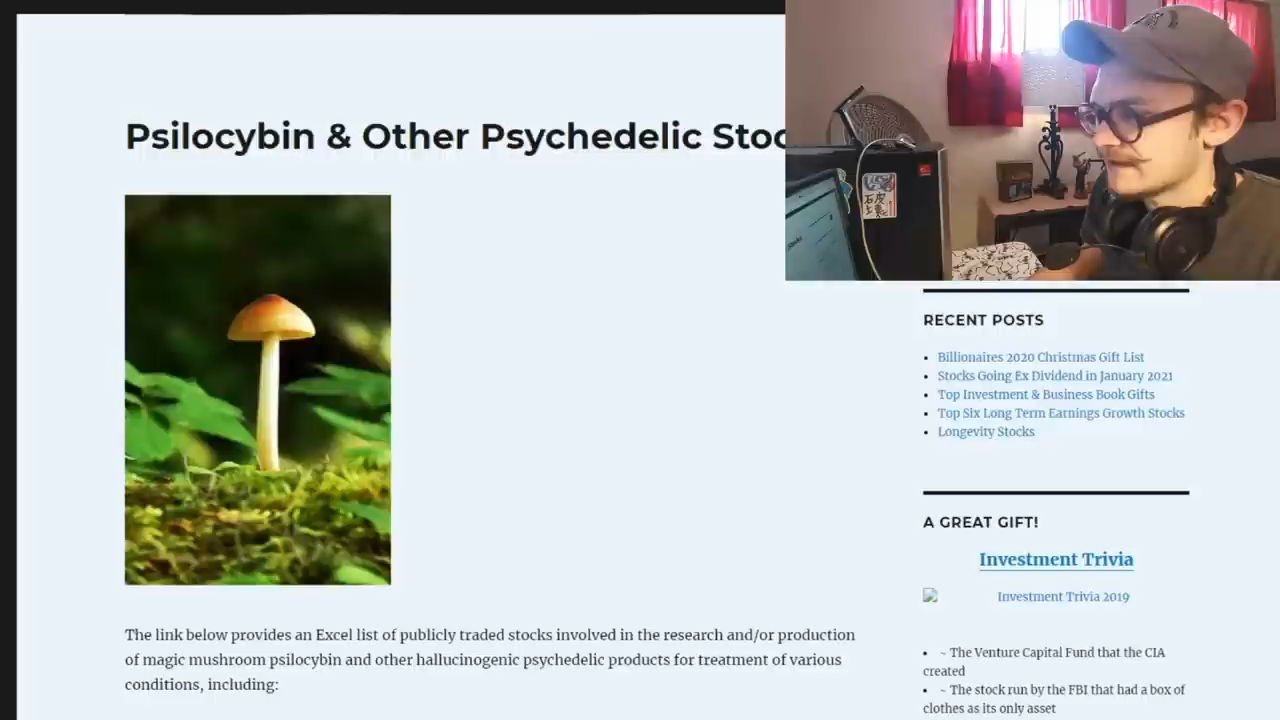 Psilocybin & Other Psychedelic Stoc
The link below provides an Excel list of publicly traded stocks involved in the research and/or production
of magic mushroom psilocybin and other hallucinogenic psychedelic products for treatment of various
conditions, including:
RECENT POSTS
• Billionaires 2020 Christmas Gift List
• Stocks Going Ex Dividend in January 2021
• Top Investment & Business Book Gifts
• Top Six Long Term Earnings Growth Stocks
• Longevity Stocks
A GREAT GIFT!
Investment Trivia
Investment Trivia 2019
• ~ The Venture Capital Fund that the CIA
created
• ~ The stock run by the FBI that had a box of
clothes as its only asset